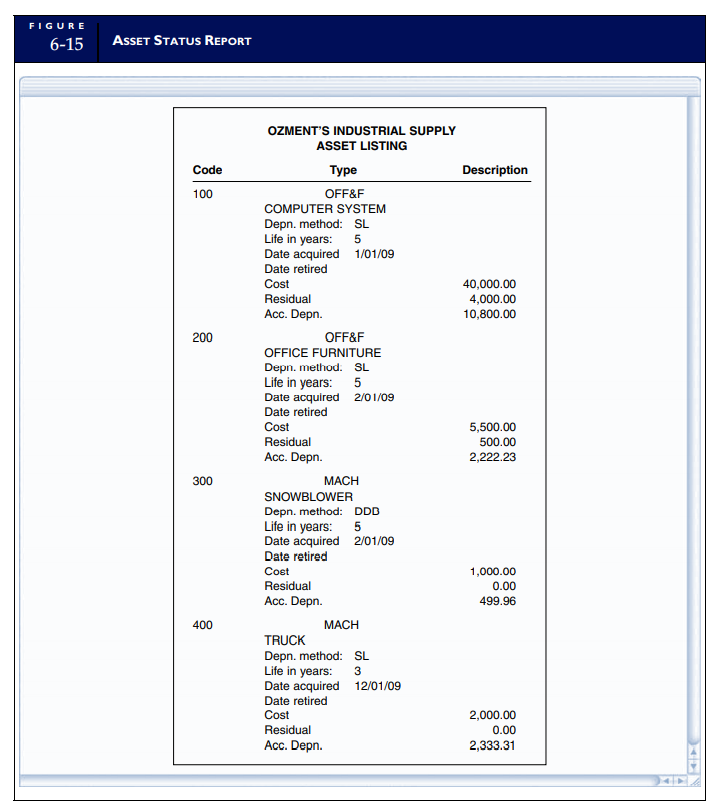 FIGURE
6-15 ASSET STATUS REPORT
OZMENT'S INDUSTRIAL SUPPLY
ASSET LISTING
Code Type Description
100 OFF&F
COMPUTER SYSTEM
Depn. method: SL
Life in years: 5
Date acquired 1/01/09
Date retired
Cost 40,000.00
Residual 4,000.00
Acc. Depn. 10,800.00
200 OFF&F
OFFICE FURNITURE
Depn. method: SL
Life in years: 5
Date acquired 2/01/09
Date retired
Cost 5,500.00
Residual 500.00
Acc. Depn. 2,222.23
300 MACH
SNOWBLOWER
Depn. method: DDB
Life in years: 5
Date acquired 2/01/09
Date retired
Cost 1,000.00
Residual 0.00
Acc. Depn. 499.96
400 MACH
TRUCK
Depn. method: SL
Life in years: 3
Date acquired 12/01/09
Date retired
Cost 2,000.00
Residual 0.00
Acc. Depn. 2,333.31